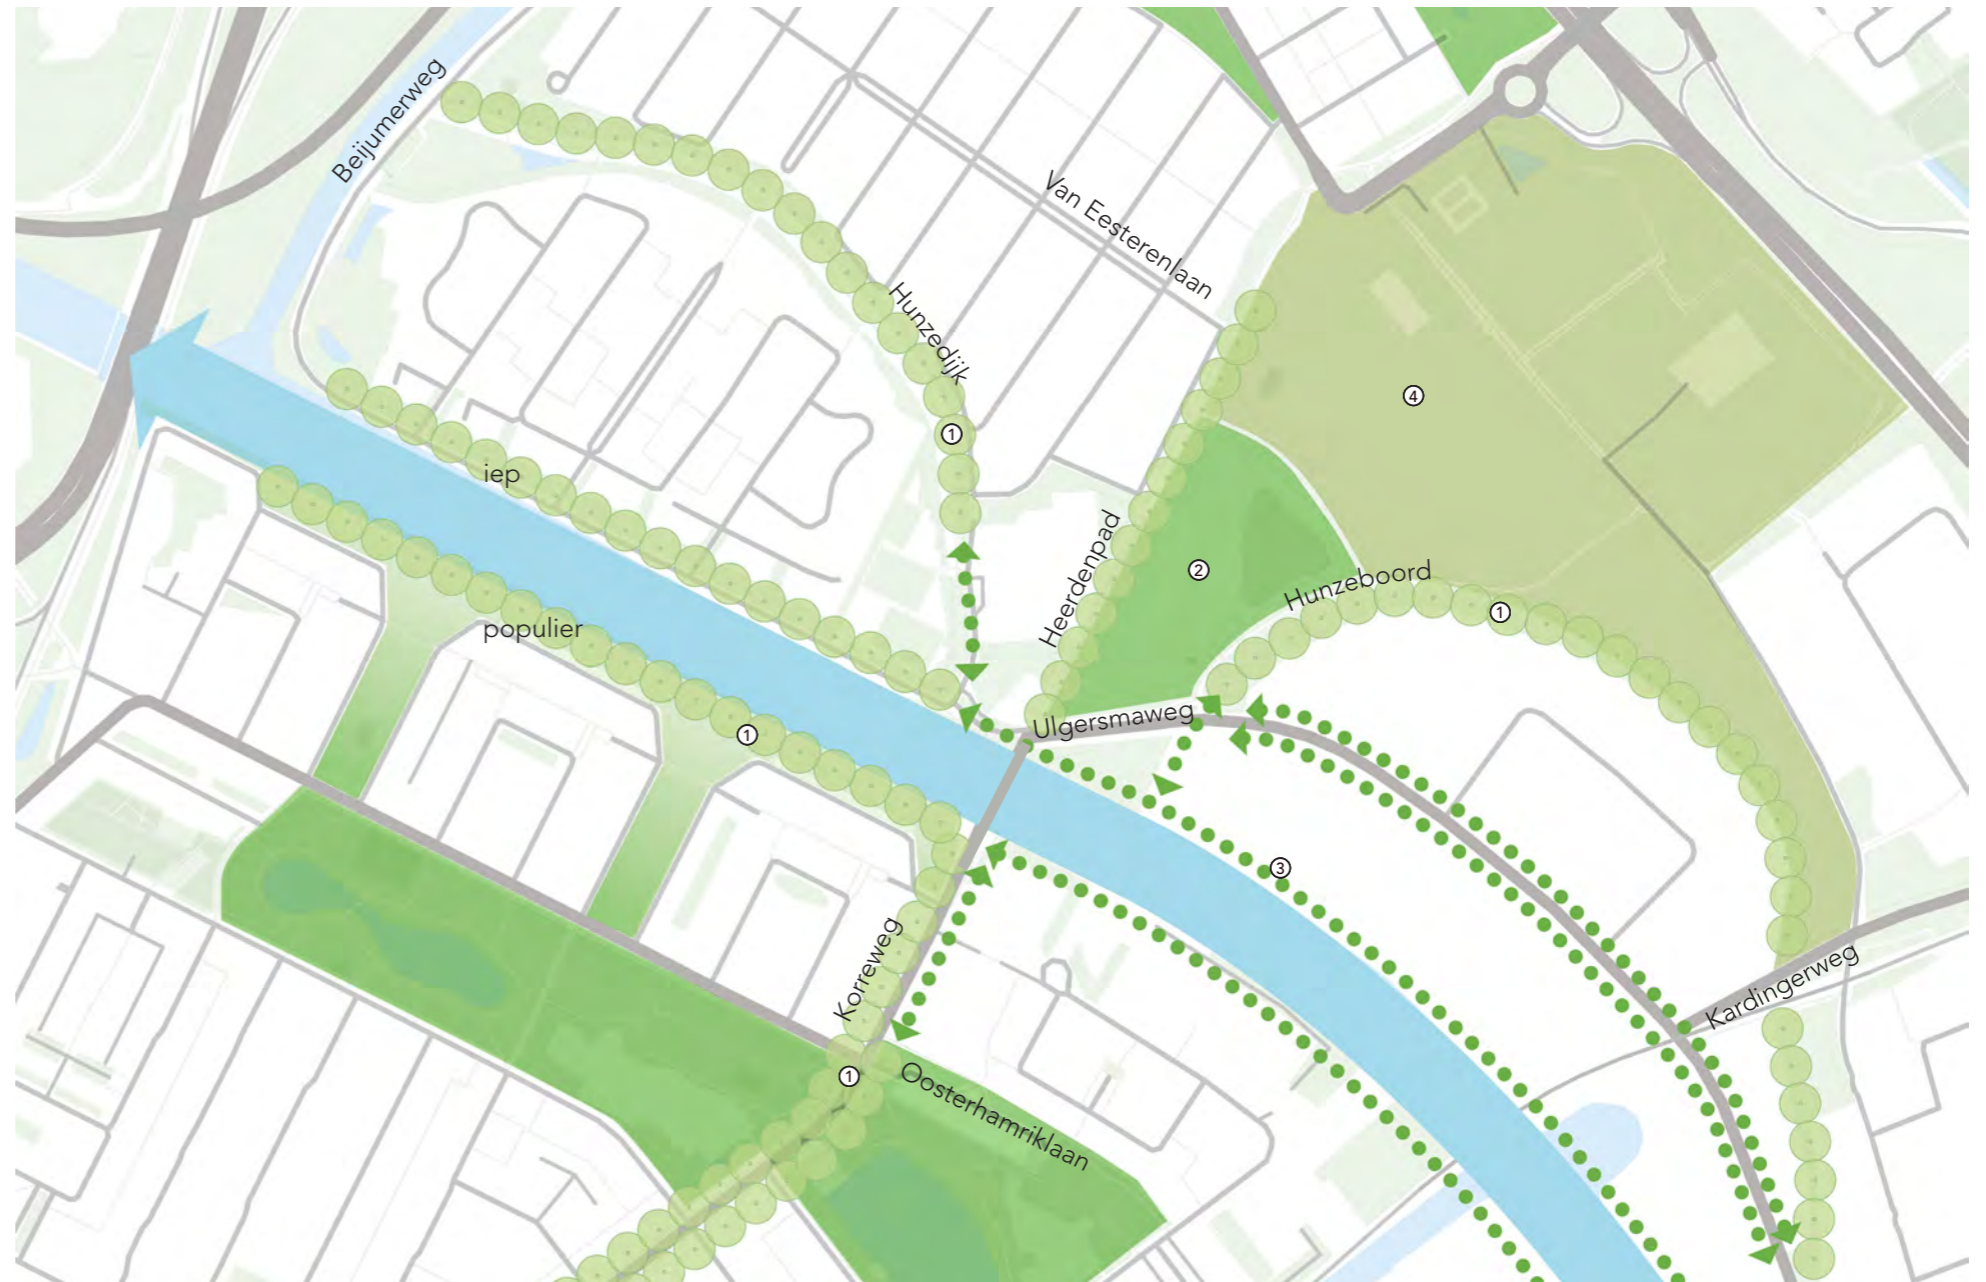 Beijumerweg
Van Eesterenlaan
Hunzedijk
④
①
iep
Heerdenpad
②
Hunzeboord
①
populier
Ulgersmaweg
①
③
Korreweg
Kardingerweg
①
Oosterhamriklaan